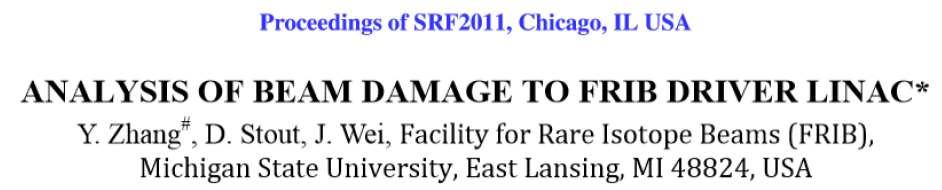 Proceedings of SRF2011, Chicago, IL USA
ANALYSIS OF BEAM DAMAGE TO FRIB DRIVER LINAC*
Y. Zhang#, D. Stout, J. Wei, Facility for Rare Isotope Beams (FRIB),
Michigan State University, East Lansing, MI 48824, USA